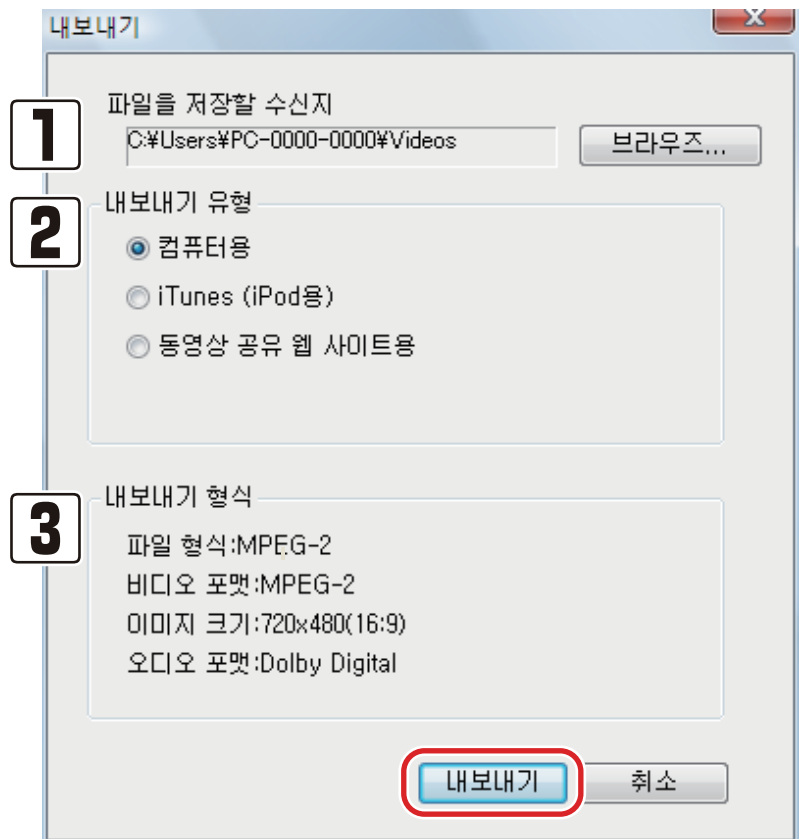 내보내기
X
1
파일을 저장할 수신지
C:¥Users¥PC-0000-0000¥Videos
브라우즈...
2
내보내기 유형
컴퓨터용
iTunes (iPod용)
동영상 공유 웹 사이트용
3
내보내기 형식
파일 형식:MPEG-2
비디오 포맷:MPEG-2
이미지 크기:720x480(16:9)
오디오 포맷:Dolby Digital
내보내기 취소